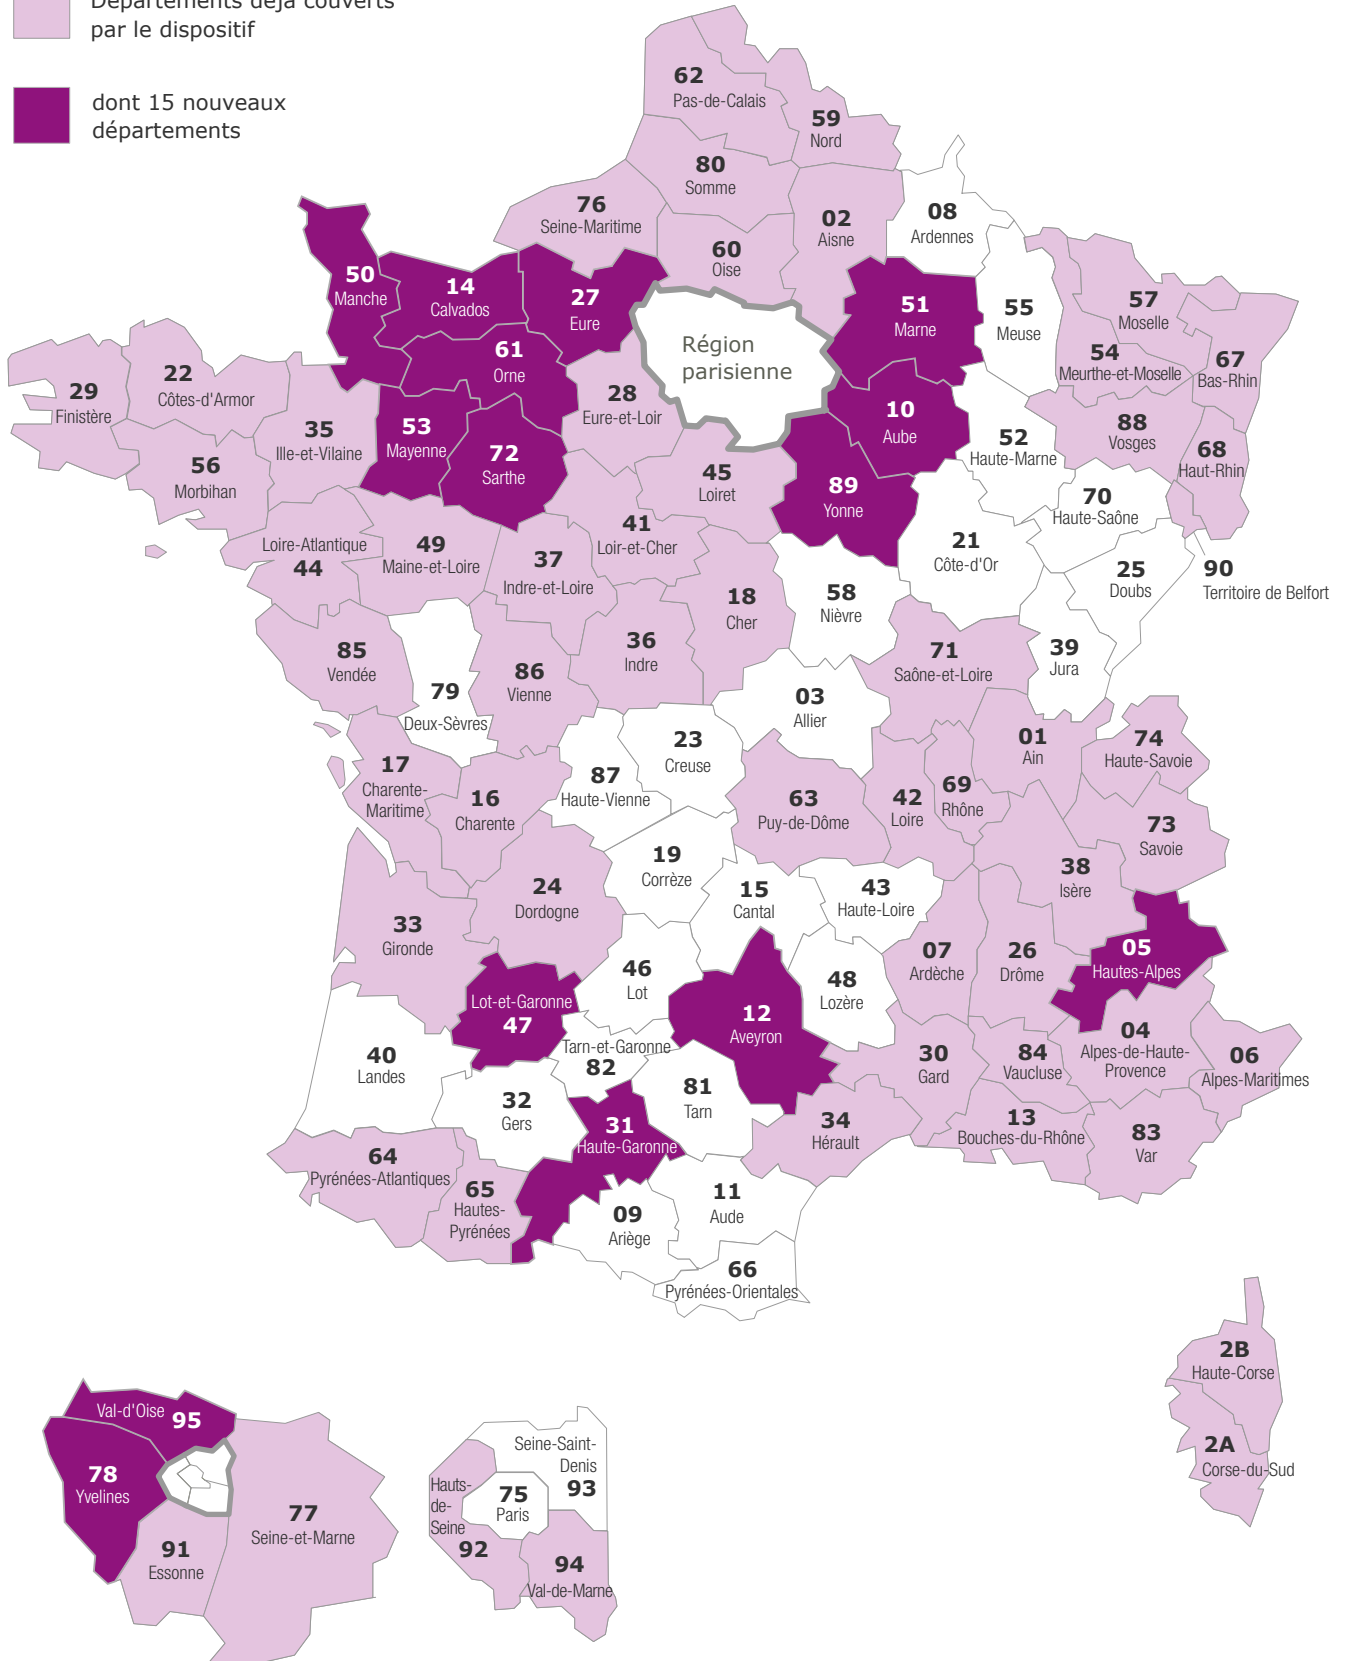 Départements déjà couverts
par le dispositif
dont 15 nouveaux
départements
62
Pas-de-Calais
59
Nord
80
Somme
76
Seine-Maritime
02
Aisne
08
Ardennes
60
Oise
50
Manche
14
Calvados
27
Eure
51
Marne
55
Meuse
57
Moselle
61
Orne
Région
parisienne
54
Meurthe-et-Moselle
67
Bas-Rhin
29
Finistère
22
Côtes-d'Armor
28
Eure-et-Loir
10
Aube
88
Vosges
35
Ille-et-Vilaine
53
Mayenne
72
Sarthe
52
Haute-Marne
68
Haut-Rhin
56
Morbihan
45
Loiret
89
Yonne
70
Haute-Saône
Loire-Atlantique
44
49
Maine-et-Loire
41
Loir-et-Cher
37
Indre-et-Loire
21
Côte-d'Or
25
Doubs
90
Territoire de Belfort
18
Cher
58
Nièvre
85
Vendée
36
Indre
71
Saône-et-Loire
39
Jura
86
Vienne
79
Deux-Sèvres
03
Allier
23
Creuse
01
Ain
74
Haute-Savoie
17
Charente-
Maritime
87
Haute-Vienne
16
Charente
63
Puy-de-Dôme
42
Loire
69
Rhône
73
Savoie
19
Corrèze
38
Isère
24
Dordogne
15
Cantal
43
Haute-Loire
33
Gironde
07
Ardèche
26
Drôme
05
Hautes-Alpes
46
Lot
48
Lozère
Lot-et-Garonne
47
12
Aveyron
04
Alpes-de-Haute-
Provence
40
Landes
Tarn-et-Garonne
82
30
Gard
84
Vaucluse
06
Alpes-Maritimes
32
Gers
81
Tarn
31
Haute-Garonne
34
Hérault
13
Bouches-du-Rhône
83
Var
64
Pyrénées-Atlantiques
65
Hautes-
Pyrénées
11
Aude
09
Ariège
66
Pyrénées-Orientales
2B
Haute-Corse
2A
Corse-du-Sud
Val-d'Oise 95
78
Yvelines
77
Seine-et-Marne
91
Essonne
Seine-Saint-
Denis
93
Hauts-
de-
Seine
92
75
Paris
94
Val-de-Marne